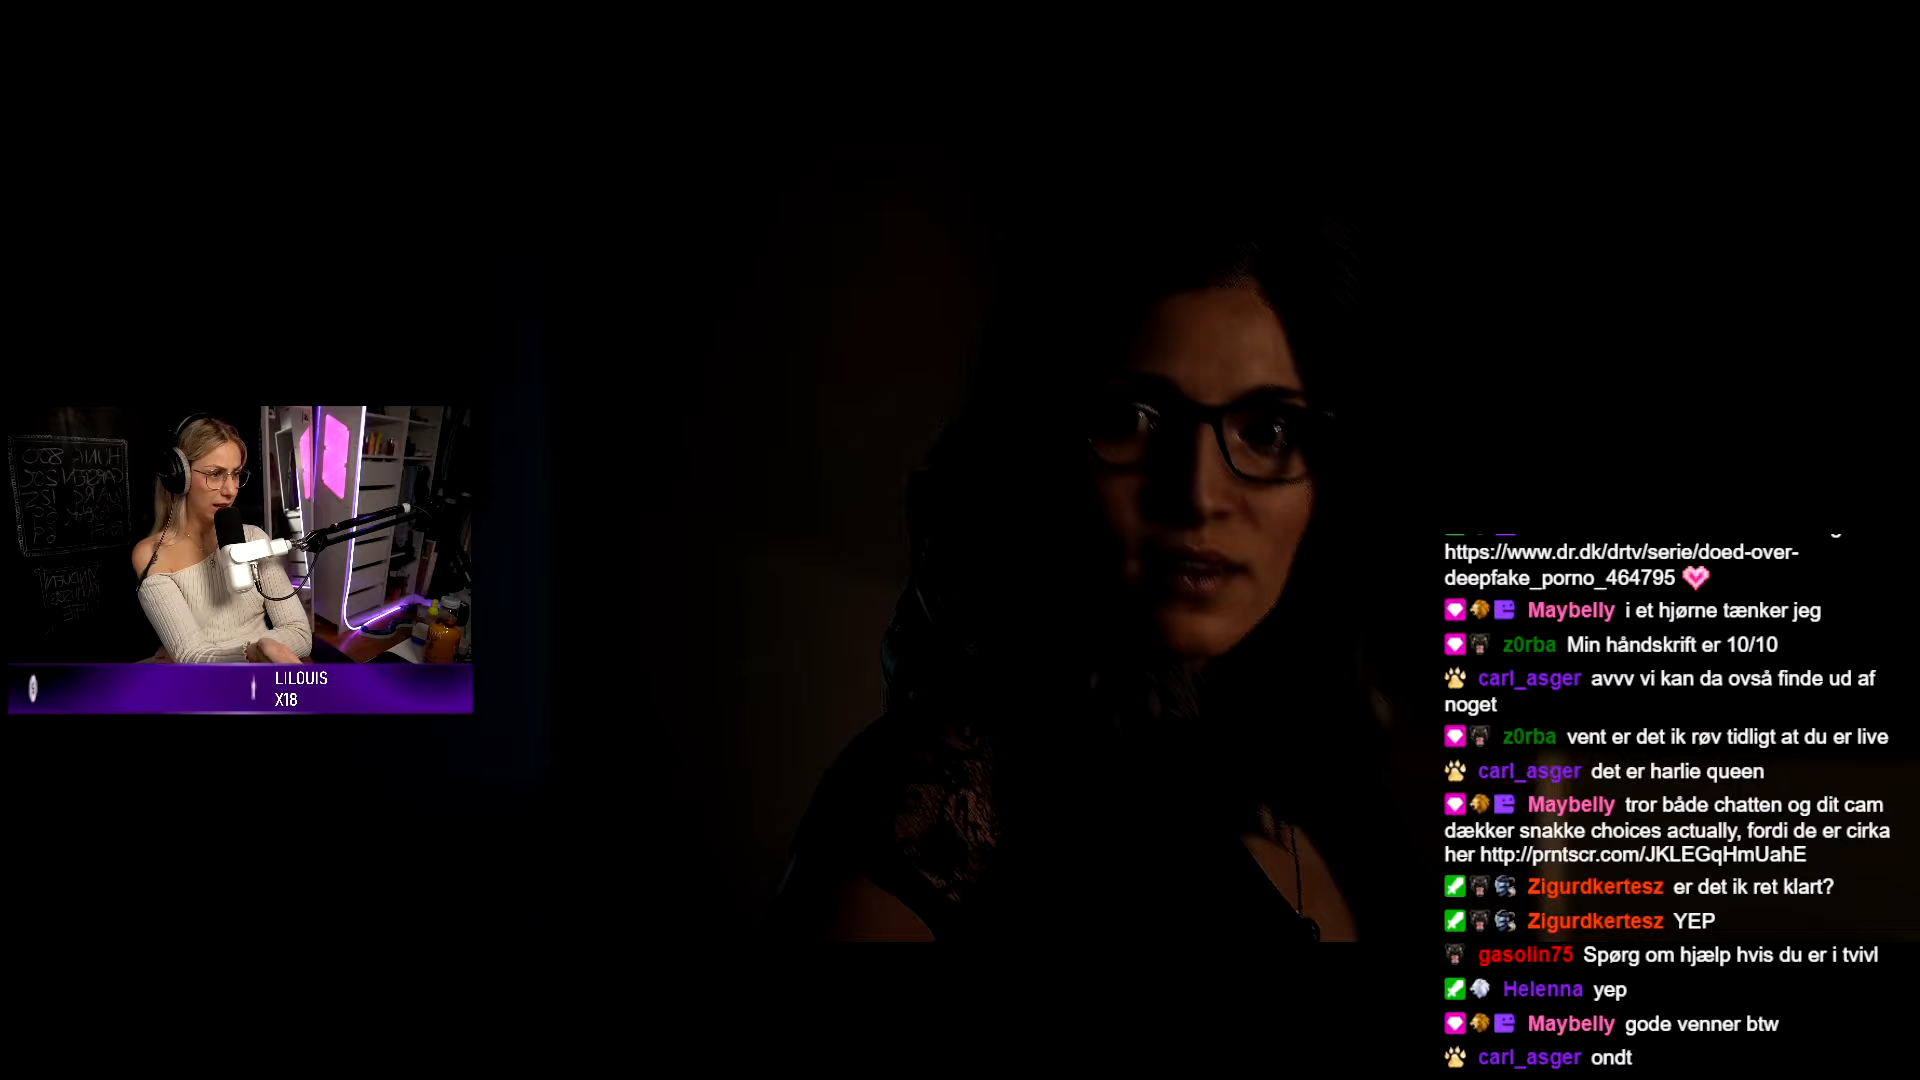 LILOUIS
X18
https://www.dr.dk/drtv/serie/doed-over-
deepfake_porno_464795
Maybelly i et hjørne tænker jeg
z0rba Min håndskrift er 10/10
carl_asger avvv vi kan da ovså finde ud af
noget
z0rba vent er det ik røv tidligt at du er live
carl_asger det er harlie queen
Maybelly tror både chatten og dit cam
dækker snakke choices actually, fordi de er cirka
her http://prntscr.com/JKLEGqHmUahE
Zigurdkertesz er det ik ret klart?
Zigurdkertesz YEP
gasolin75 Spørg om hjælp hvis du er i tvivl
Helenna yep
Maybelly gode venner btw
carl_asger ondt